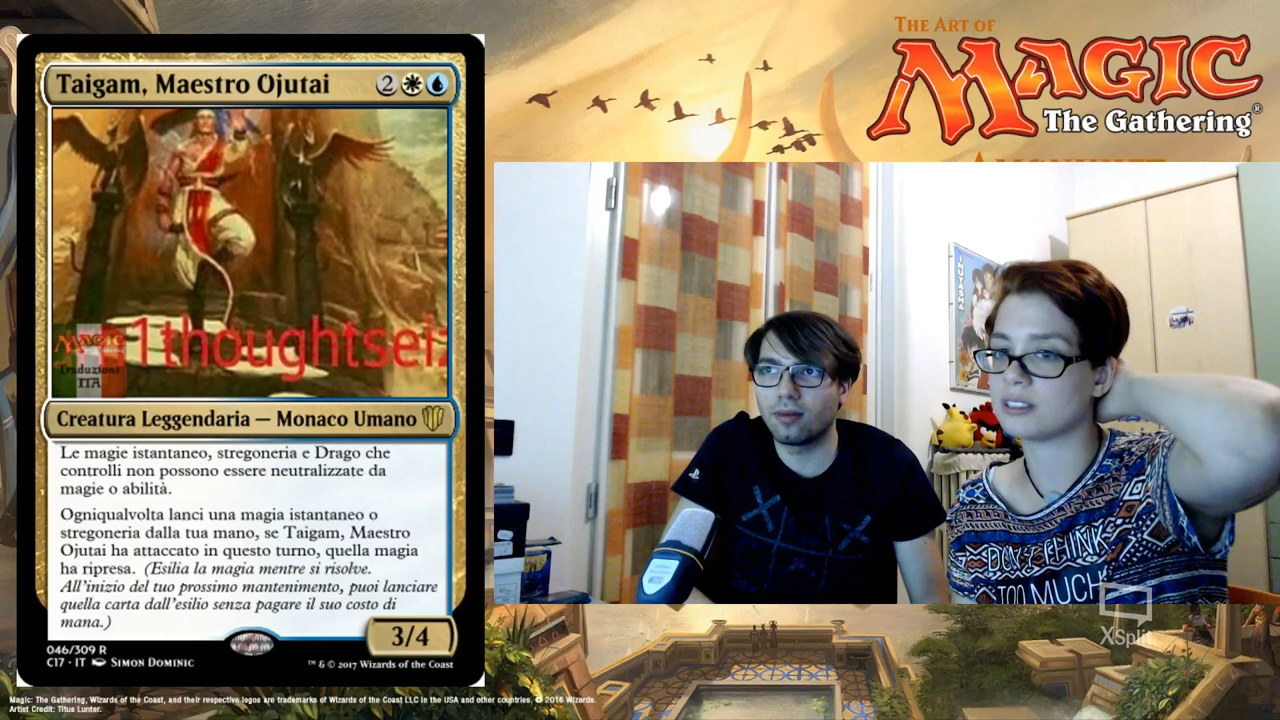 Taigam, Maestro Ojutai
2
1thoughtsei
MAGIC
Traduzioni
ITA
Creatura Leggendaria — Monaco Umano
Le magie istantaneo, stregoneria e Drago che
controlli non possono essere neutralizzate da
magie o abilità.
Ogniqualvolta lanci una magia istantaneo o
stregoneria dalla tua mano, se Taigam, Maestro
Ojutai ha attaccato in questo turno, quella magia
ha ripresa. (Esilia la magia mentre si risolve.
All'inizio del tuo prossimo mantenimento, puoi lanciare
quella carta dall'esilio senza pagare il suo costo di
mana.)
3/4
046/309 R
C17 • IT SIMON DOMINIC
™ & © 2017 Wizards of the Coast
THE ART OF
MAGIC
The Gathering®
INUYASHA
DON'T THINK
TOO MUCH
XSplit
Magic: The Gathering, Wizards of the Coast, and their respective logos are trademarks of Wizards of the Coast LLC in the USA and other countries. © 2016 Wizards.
Artist Credit: Titus Lunter.